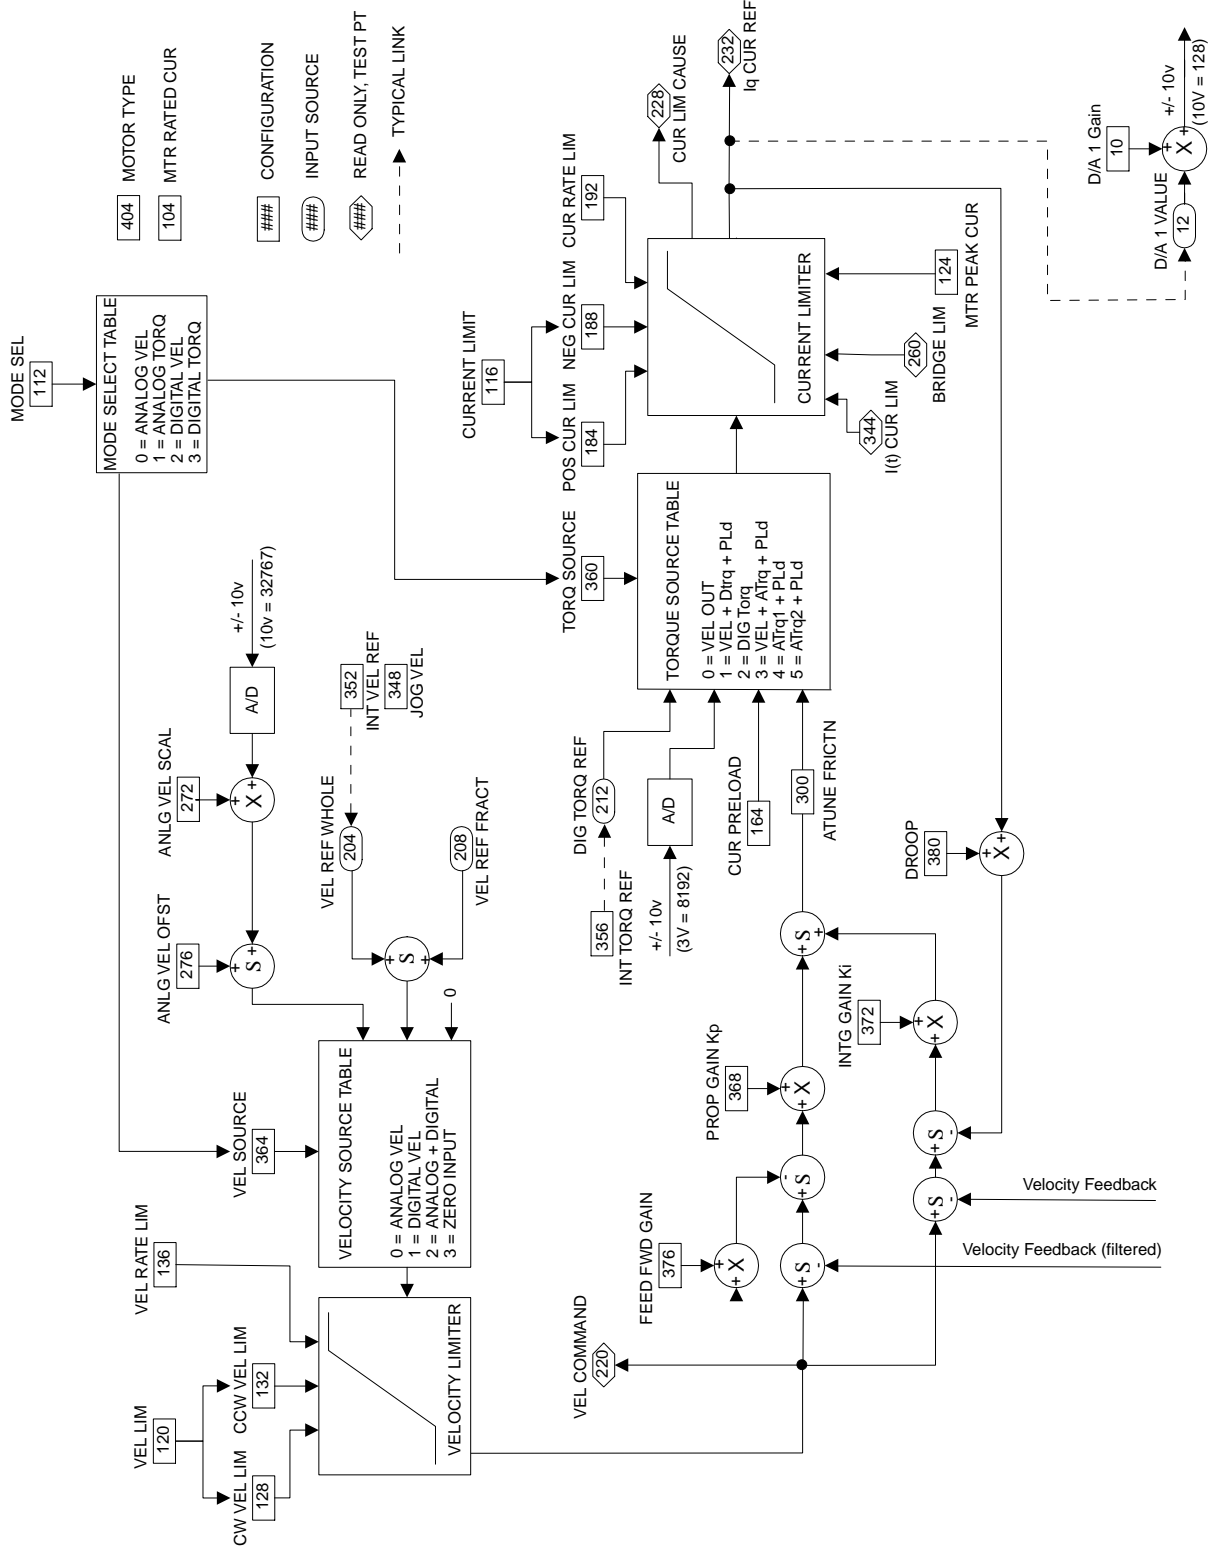 MODE SEL
112
MODE SELECT TABLE
0 = ANALOG VEL
1 = ANALOG TORQ
2 = DIGITAL VEL
3 = DIGITAL TORQ
404
MOTOR TYPE
104
MTR RATED CUR
###
CONFIGURATION
###
INPUT SOURCE
###
READ ONLY, TEST PT
TYPICAL LINK
VEL LIM
120
CW VEL LIM
128
CCW VEL LIM
132
VEL RATE LIM
136
VELOCITY LIMITER
VEL SOURCE
364
VELOCITY SOURCE TABLE
0 = ANALOG VEL
1 = DIGITAL VEL
2 = ANALOG + DIGITAL
3 = ZERO INPUT
ANLG VEL OFST
276
+
S
+
ANLG VEL SCAL
272
+
X
+
A/D
+/- 10v
(10v = 32767)
VEL REF WHOLE
204
352
INT VEL REF
348
JOG VEL
+
S
+
208
VEL REF FRACT
0
TORQ SOURCE
360
TORQUE SOURCE TABLE
0 = VEL OUT
1 = VEL + Dtrq + PLd
2 = DIG Torq
3 = VEL + ATrq + PLd
4 = ATrq1 + PLd
5 = ATrq2 + PLd
CURRENT LIMIT
116
POS CUR LIM
184
NEG CUR LIM
188
CUR RATE LIM
192
CURRENT LIMITER
228
CUR LIM CAUSE
232
Iq CUR REF
344
I(t) CUR LIM
260
BRIDGE LIM
124
MTR PEAK CUR
DIG TORQ REF
212
356
INT TORQ REF
A/D
+/- 10v
(3V = 8192)
CUR PRELOAD
164
300
ATUNE FRICTN
VEL COMMAND
220
FEED FWD GAIN
376
+
+
X
+
S
-
+
S
-
PROP GAIN Kp
368
+
+
X
+
S
+
INTG GAIN Ki
372
+
+
X
+
S
-
+
S
-
DROOP
380
+
X
+
Velocity Feedback
Velocity Feedback (filtered)
D/A 1 VALUE
12
D/A 1 Gain
10
+
X
+
+/- 10v
(10V = 128)